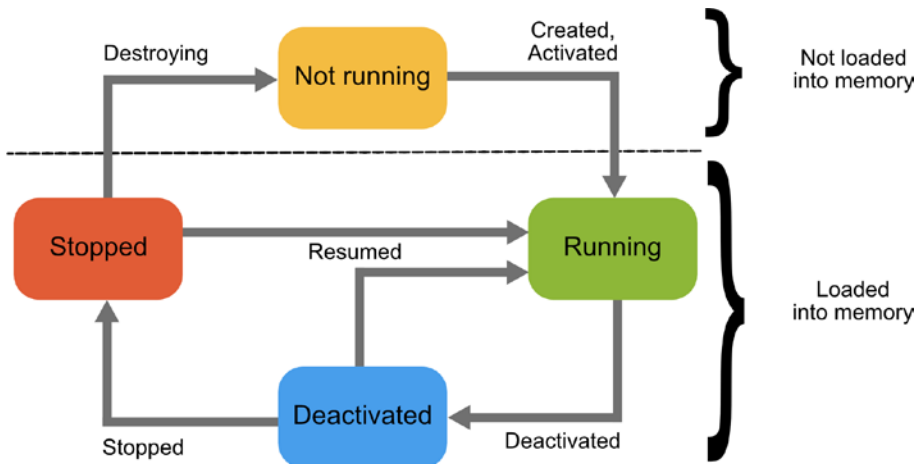 Destroying
Created,
Activated
Not running
Not loaded
into memory
Stopped
Resumed
Running
Loaded
into memory
Deactivated
Stopped
Deactivated